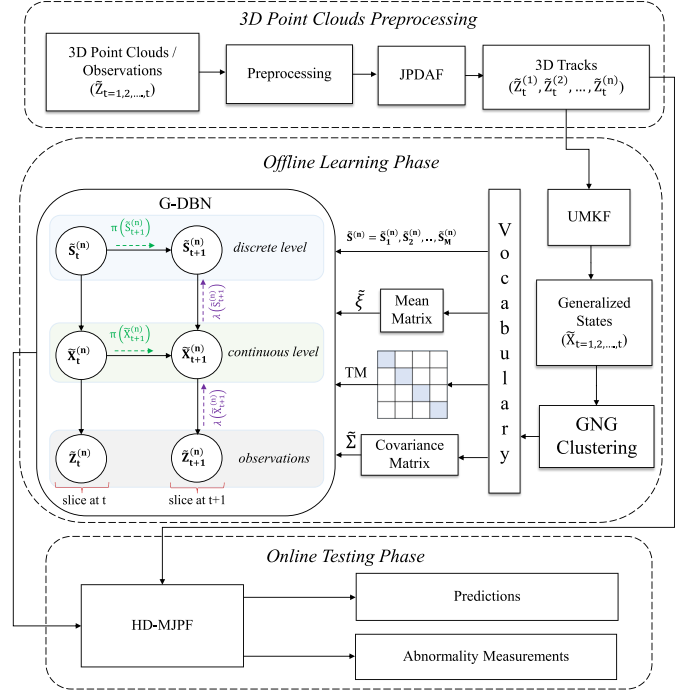 3D Point Clouds Preprocessing
3D Point Clouds /
Observations
(Z̃ₜ₌₁,₂,…,ₜ)
Preprocessing
JPDAF
3D Tracks
(Z̃ₜ⁽¹⁾, Z̃ₜ⁽²⁾, …, Z̃ₜ⁽ⁿ⁾)
Offline Learning Phase
G-DBN
S̃ₜ⁽ⁿ⁾
π(S̃ₜ₊₁⁽ⁿ⁾)
S̃ₜ₊₁⁽ⁿ⁾
discrete level
λ(S̃ₜ₊₁⁽ⁿ⁾)
X̃ₜ⁽ⁿ⁾
π(X̃ₜ₊₁⁽ⁿ⁾)
X̃ₜ₊₁⁽ⁿ⁾
continuous level
λ(X̃ₜ₊₁⁽ⁿ⁾)
Z̃ₜ⁽ⁿ⁾
Z̃ₜ₊₁⁽ⁿ⁾
observations
slice at t
slice at t+1
S̃⁽ⁿ⁾ = S̃₁⁽ⁿ⁾, S̃₂⁽ⁿ⁾, .., S̃_M⁽ⁿ⁾
ξ̃
Mean
Matrix
TM
Σ̃
Covariance
Matrix
Vocabulary
UMKF
Generalized
States
(X̃ₜ₌₁,₂,…,ₜ)
GNG
Clustering
Online Testing Phase
HD-MJPF
Predictions
Abnormality Measurements